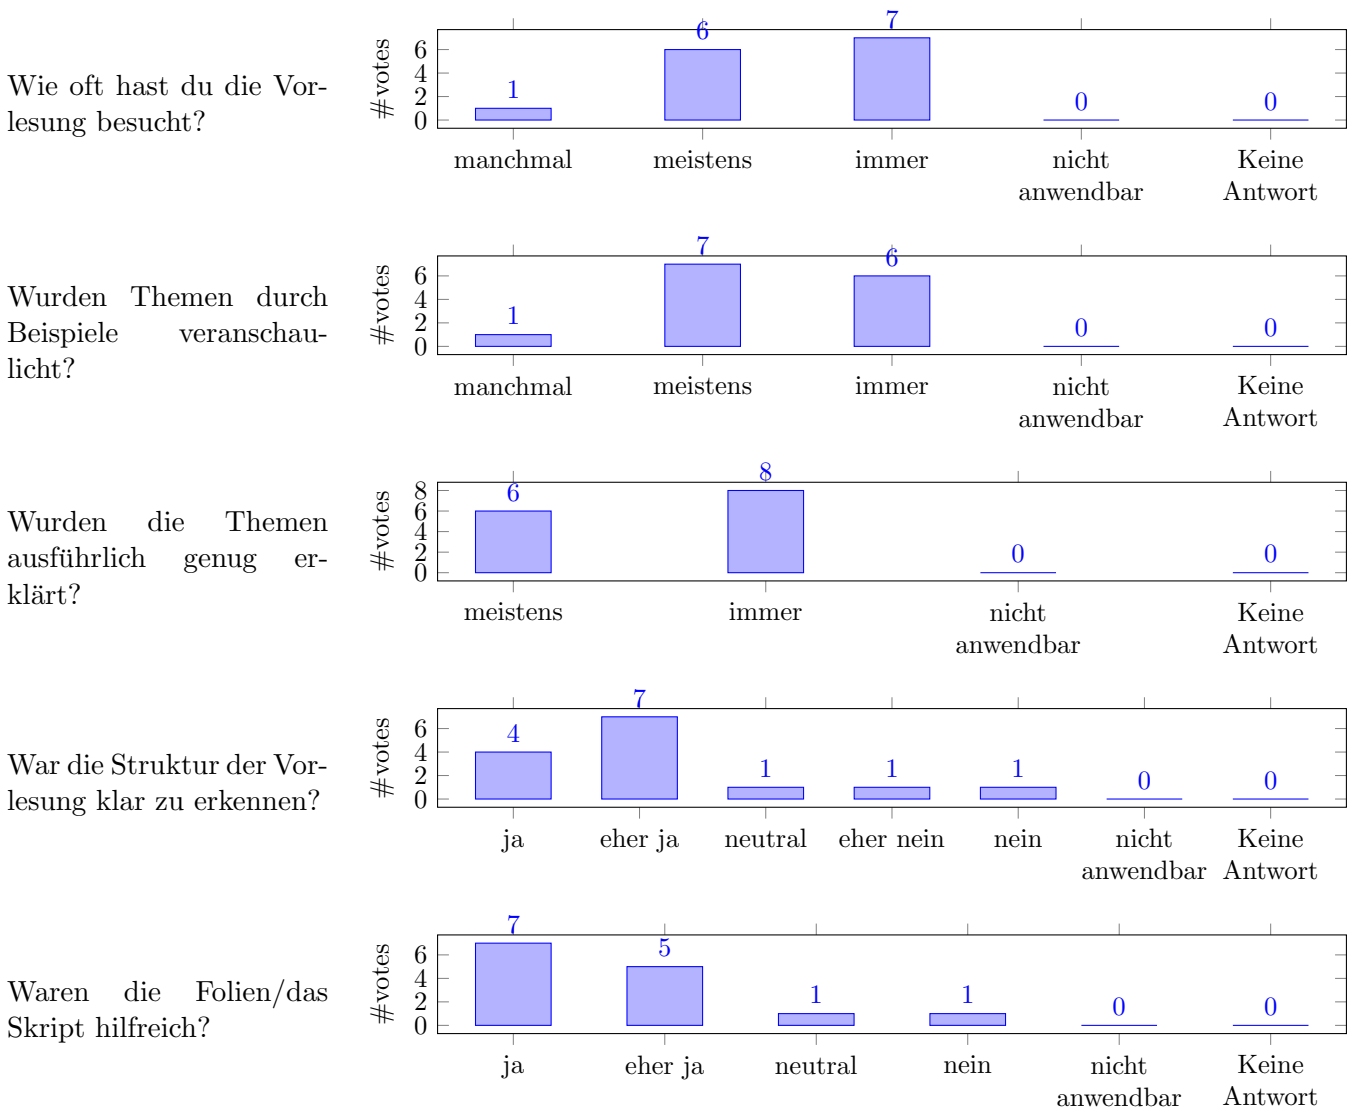 Wie oft hast du die Vor-
lesung besucht?
#votes
6
4
2
0
1
6
7
0
0
manchmal meistens immer nicht anwendbar Keine Antwort
Wurden Themen durch
Beispiele veranschau-
licht?
#votes
6
4
2
0
1
7
6
0
0
manchmal meistens immer nicht anwendbar Keine Antwort
Wurden die Themen
ausführlich genug er-
klärt?
#votes
8
6
4
2
0
6
8
0
0
meistens immer nicht anwendbar Keine Antwort
War die Struktur der Vor-
lesung klar zu erkennen?
#votes
6
4
2
0
4
7
1
1
1
0
0
ja eher ja neutral eher nein nein nicht anwendbar Keine Antwort
Waren die Folien/das
Skript hilfreich?
#votes
6
4
2
0
7
5
1
1
0
0
ja eher ja neutral nein nicht anwendbar Keine Antwort